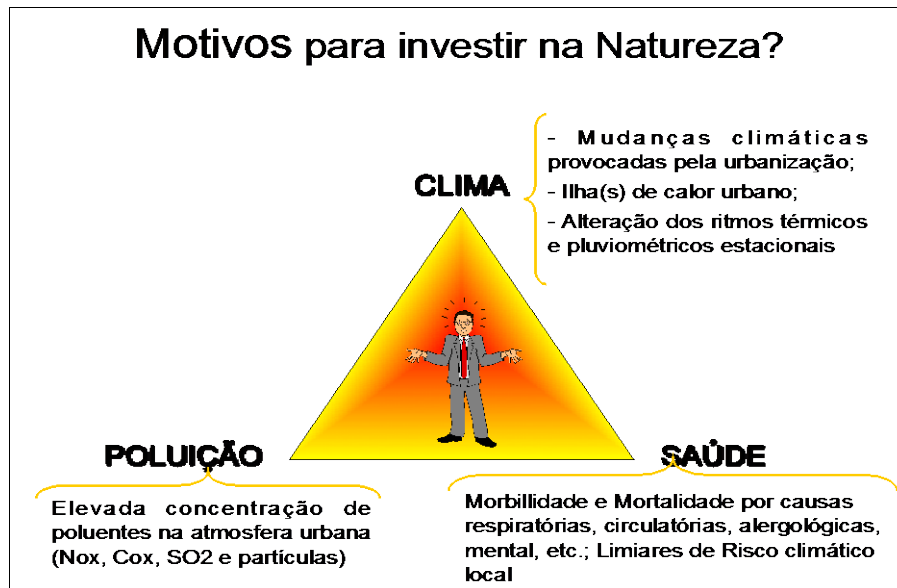 Motivos para investir na Natureza?
- Mudanças climáticas
provocadas pela urbanização;
- Ilha(s) de calor urbano;
- Alteração dos ritmos térmicos
e pluviométricos estacionais
CLIMA
POLUIÇÃO
Elevada concentração de
poluentes na atmosfera urbana
(Nox, Cox, SO2 e partículas)
SAÚDE
Morbillidade e Mortalidade por causas
respiratórias, circulatórias, alergológicas,
mental, etc.; Limiares de Risco climático
local